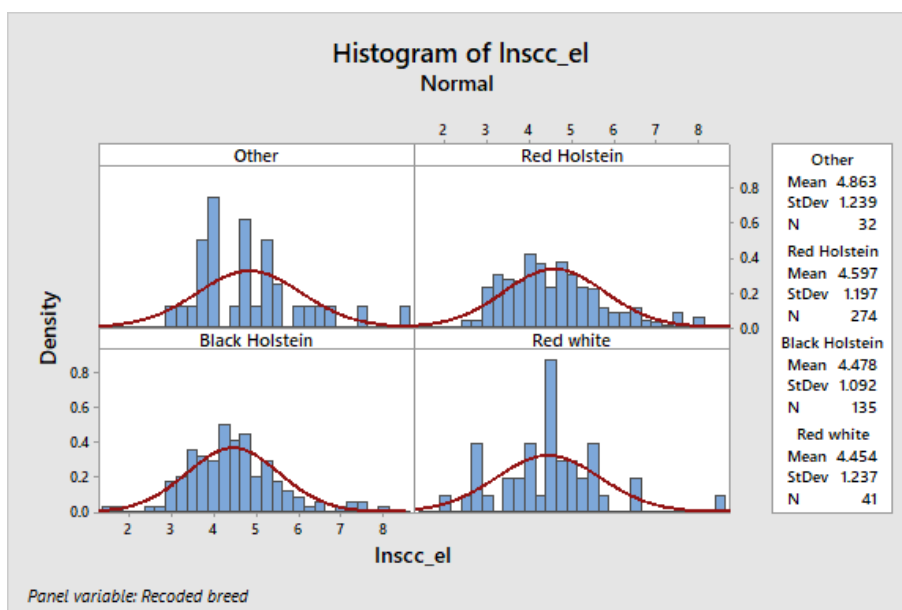 Histogram of lnscc_el
Normal
2 3 4 5 6 7 8
Other Red Holstein
0.8
0.6
0.4
0.2
0.0
Black Holstein Red white
0.8
0.6
0.4
0.2
0.0
2 3 4 5 6 7 8
Density
lnscc_el
Other
Mean 4.863
StDev 1.239
N 32
Red Holstein
Mean 4.597
StDev 1.197
N 274
Black Holstein
Mean 4.478
StDev 1.092
N 135
Red white
Mean 4.454
StDev 1.237
N 41
Panel variable: Recoded breed